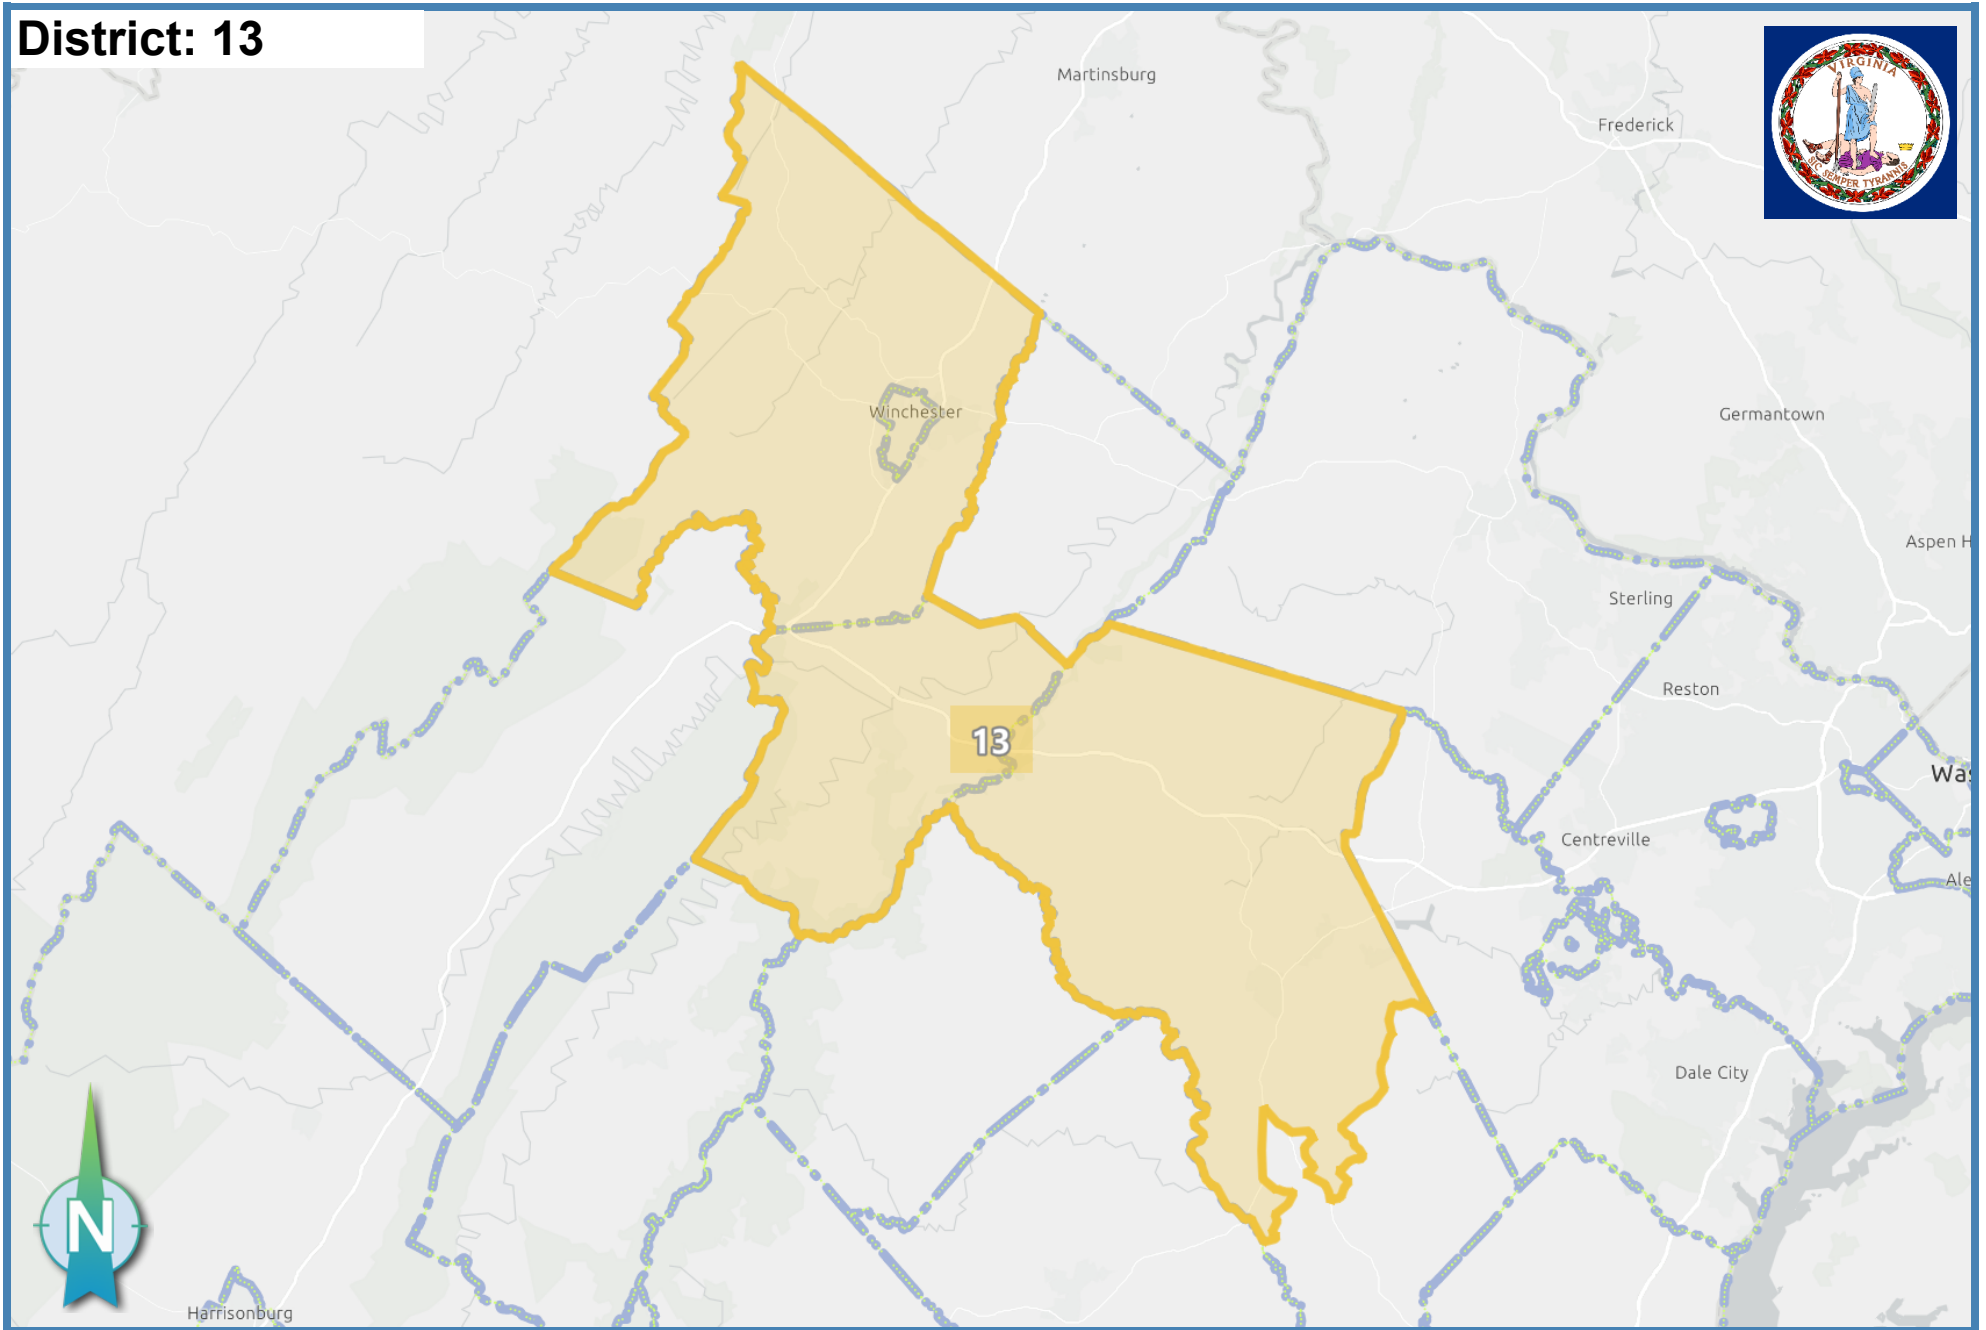 District: 13
VIRGINIA
SIC SEMPER TYRANNIS
Martinsburg
Frederick
Winchester
Germantown
Aspen H
Sterling
Reston
13
Was
Centreville
Ale
Dale City
N
Harrisonburg